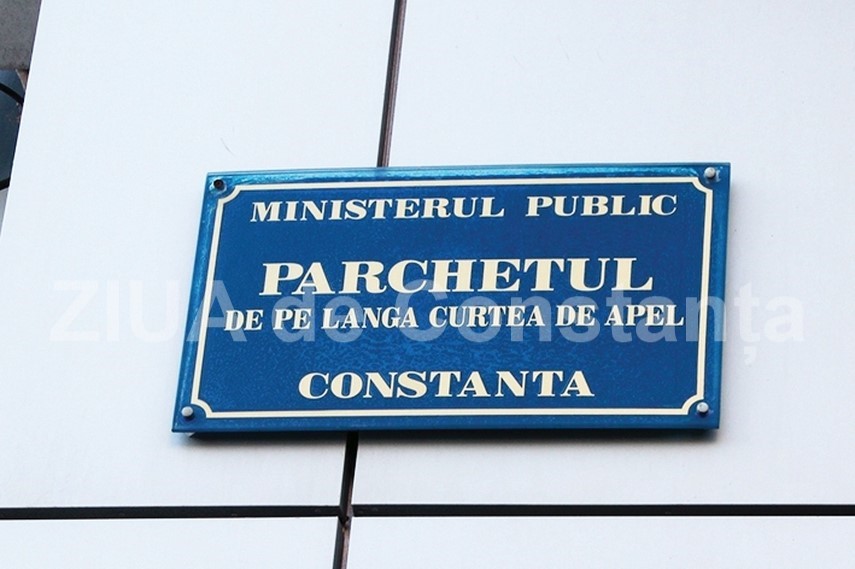 MINISTERUL PUBLIC
PARCHETUL
ZIUA de Constanța
DE PE LANGA CURTEA DE APEL
CONSTANTA